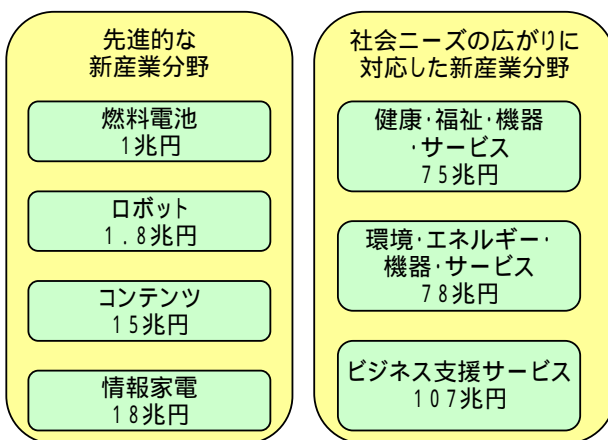 先進的な
新産業分野
燃料電池
1兆円
ロボット
1.8兆円
コンテンツ
15兆円
情報家電
18兆円
社会ニーズの広がりに
対応した新産業分野
健康・福祉・機器
・サービス
75兆円
環境・エネルギー・
機器・サービス
78兆円
ビジネス支援サービス
107兆円